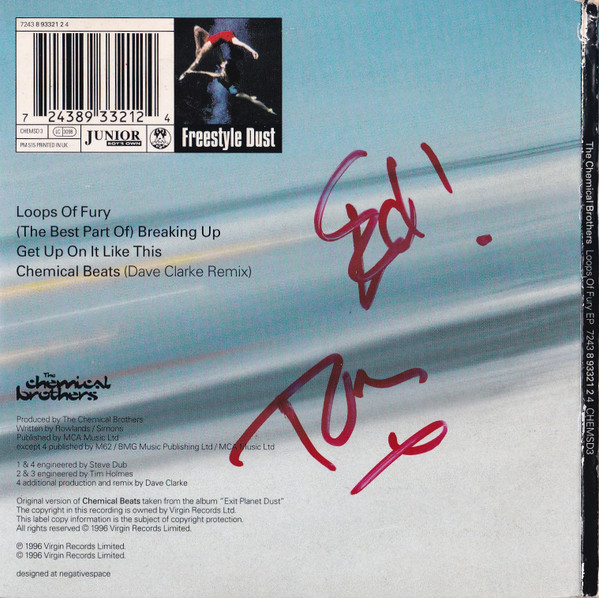 7243 8 93321 2 4
7 24389 33212 4
CHEMSD 3
LC 3098
JUNIOR
BOY'S OWN
PM 515 PRINTED IN UK
Freestyle Dust
Ed!
Tom x
Loops Of Fury
(The Best Part Of) Breaking Up
Get Up On It Like This
Chemical Beats (Dave Clarke Remix)
The
chemical
brothers
Produced by The Chemical Brothers
Written by Rowlands / Simons
Published by MCA Music Ltd
except 4 published by M62 / BMG Music Publishing Ltd / MCA Music Ltd
1 & 4 engineered by Steve Dub
2 & 3 engineered by Tim Holmes
4 additional production and remix by Dave Clarke
Original version of Chemical Beats taken from the album "Exit Planet Dust"
The copyright in this recording is owned by Virgin Records Ltd.
This label copy information is the subject of copyright protection.
All rights reserved © 1996 Virgin Records Limited.
℗ 1996 Virgin Records Limited.
© 1996 Virgin Records Limited.
designed at negativespace
The Chemical Brothers Loops Of Fury EP 7243 8 93321 2 4 CHEMSD3